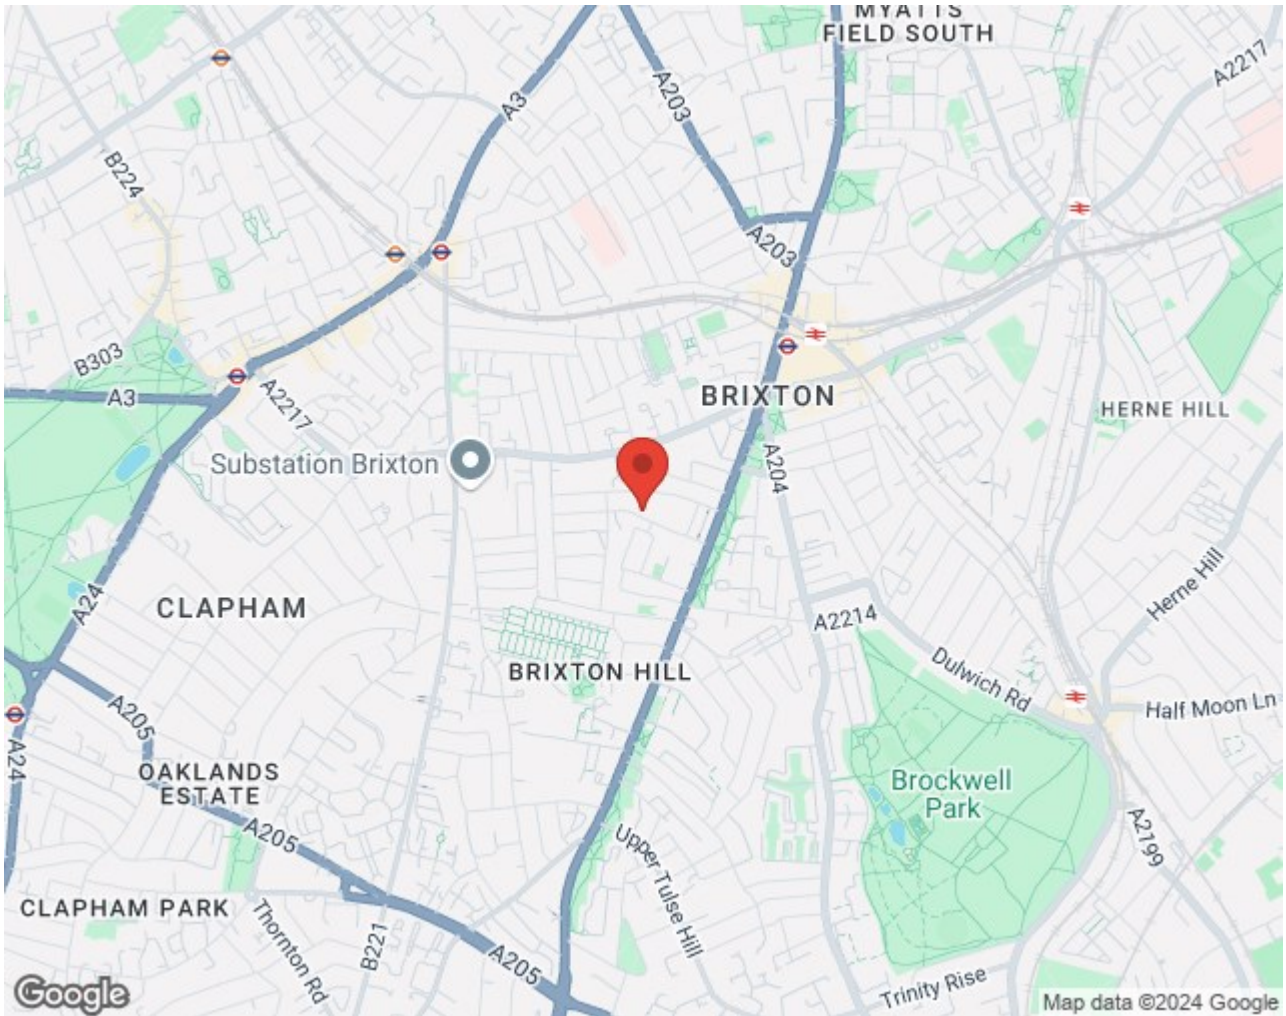 MYATTS
FIELD SOUTH
A203
A3
A2217
B224
A203
B303
A3
A2217
BRIXTON
HERNE HILL
Substation Brixton
A204
A24
CLAPHAM
Herne Hill
A2214
BRIXTON HILL
Dulwich Rd
A205
Half Moon Ln
A24
OAKLANDS
ESTATE
Brockwell
Park
A205
Upper Tulse Hill
A2199
CLAPHAM PARK
Thornton Rd
B221
A205
Trinity Rise
Google
Map data ©2024 Google